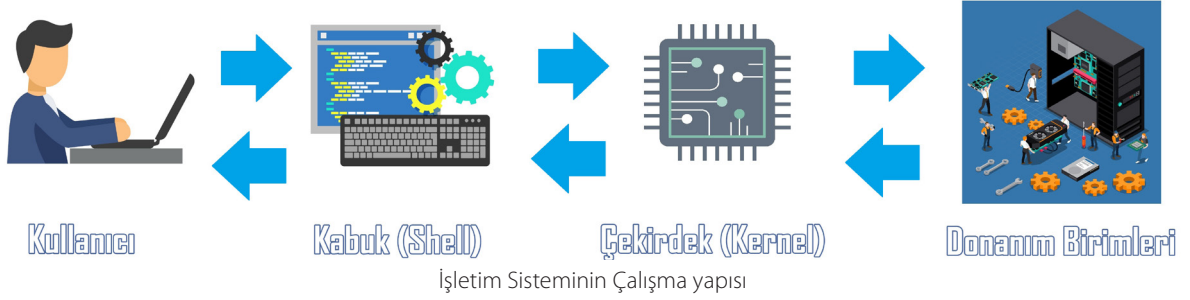 Kullanıcı
Kabuk (Shell)
Çekirdek (Kernel)
Donanım Birimleri
İşletim Sisteminin Çalışma yapısı